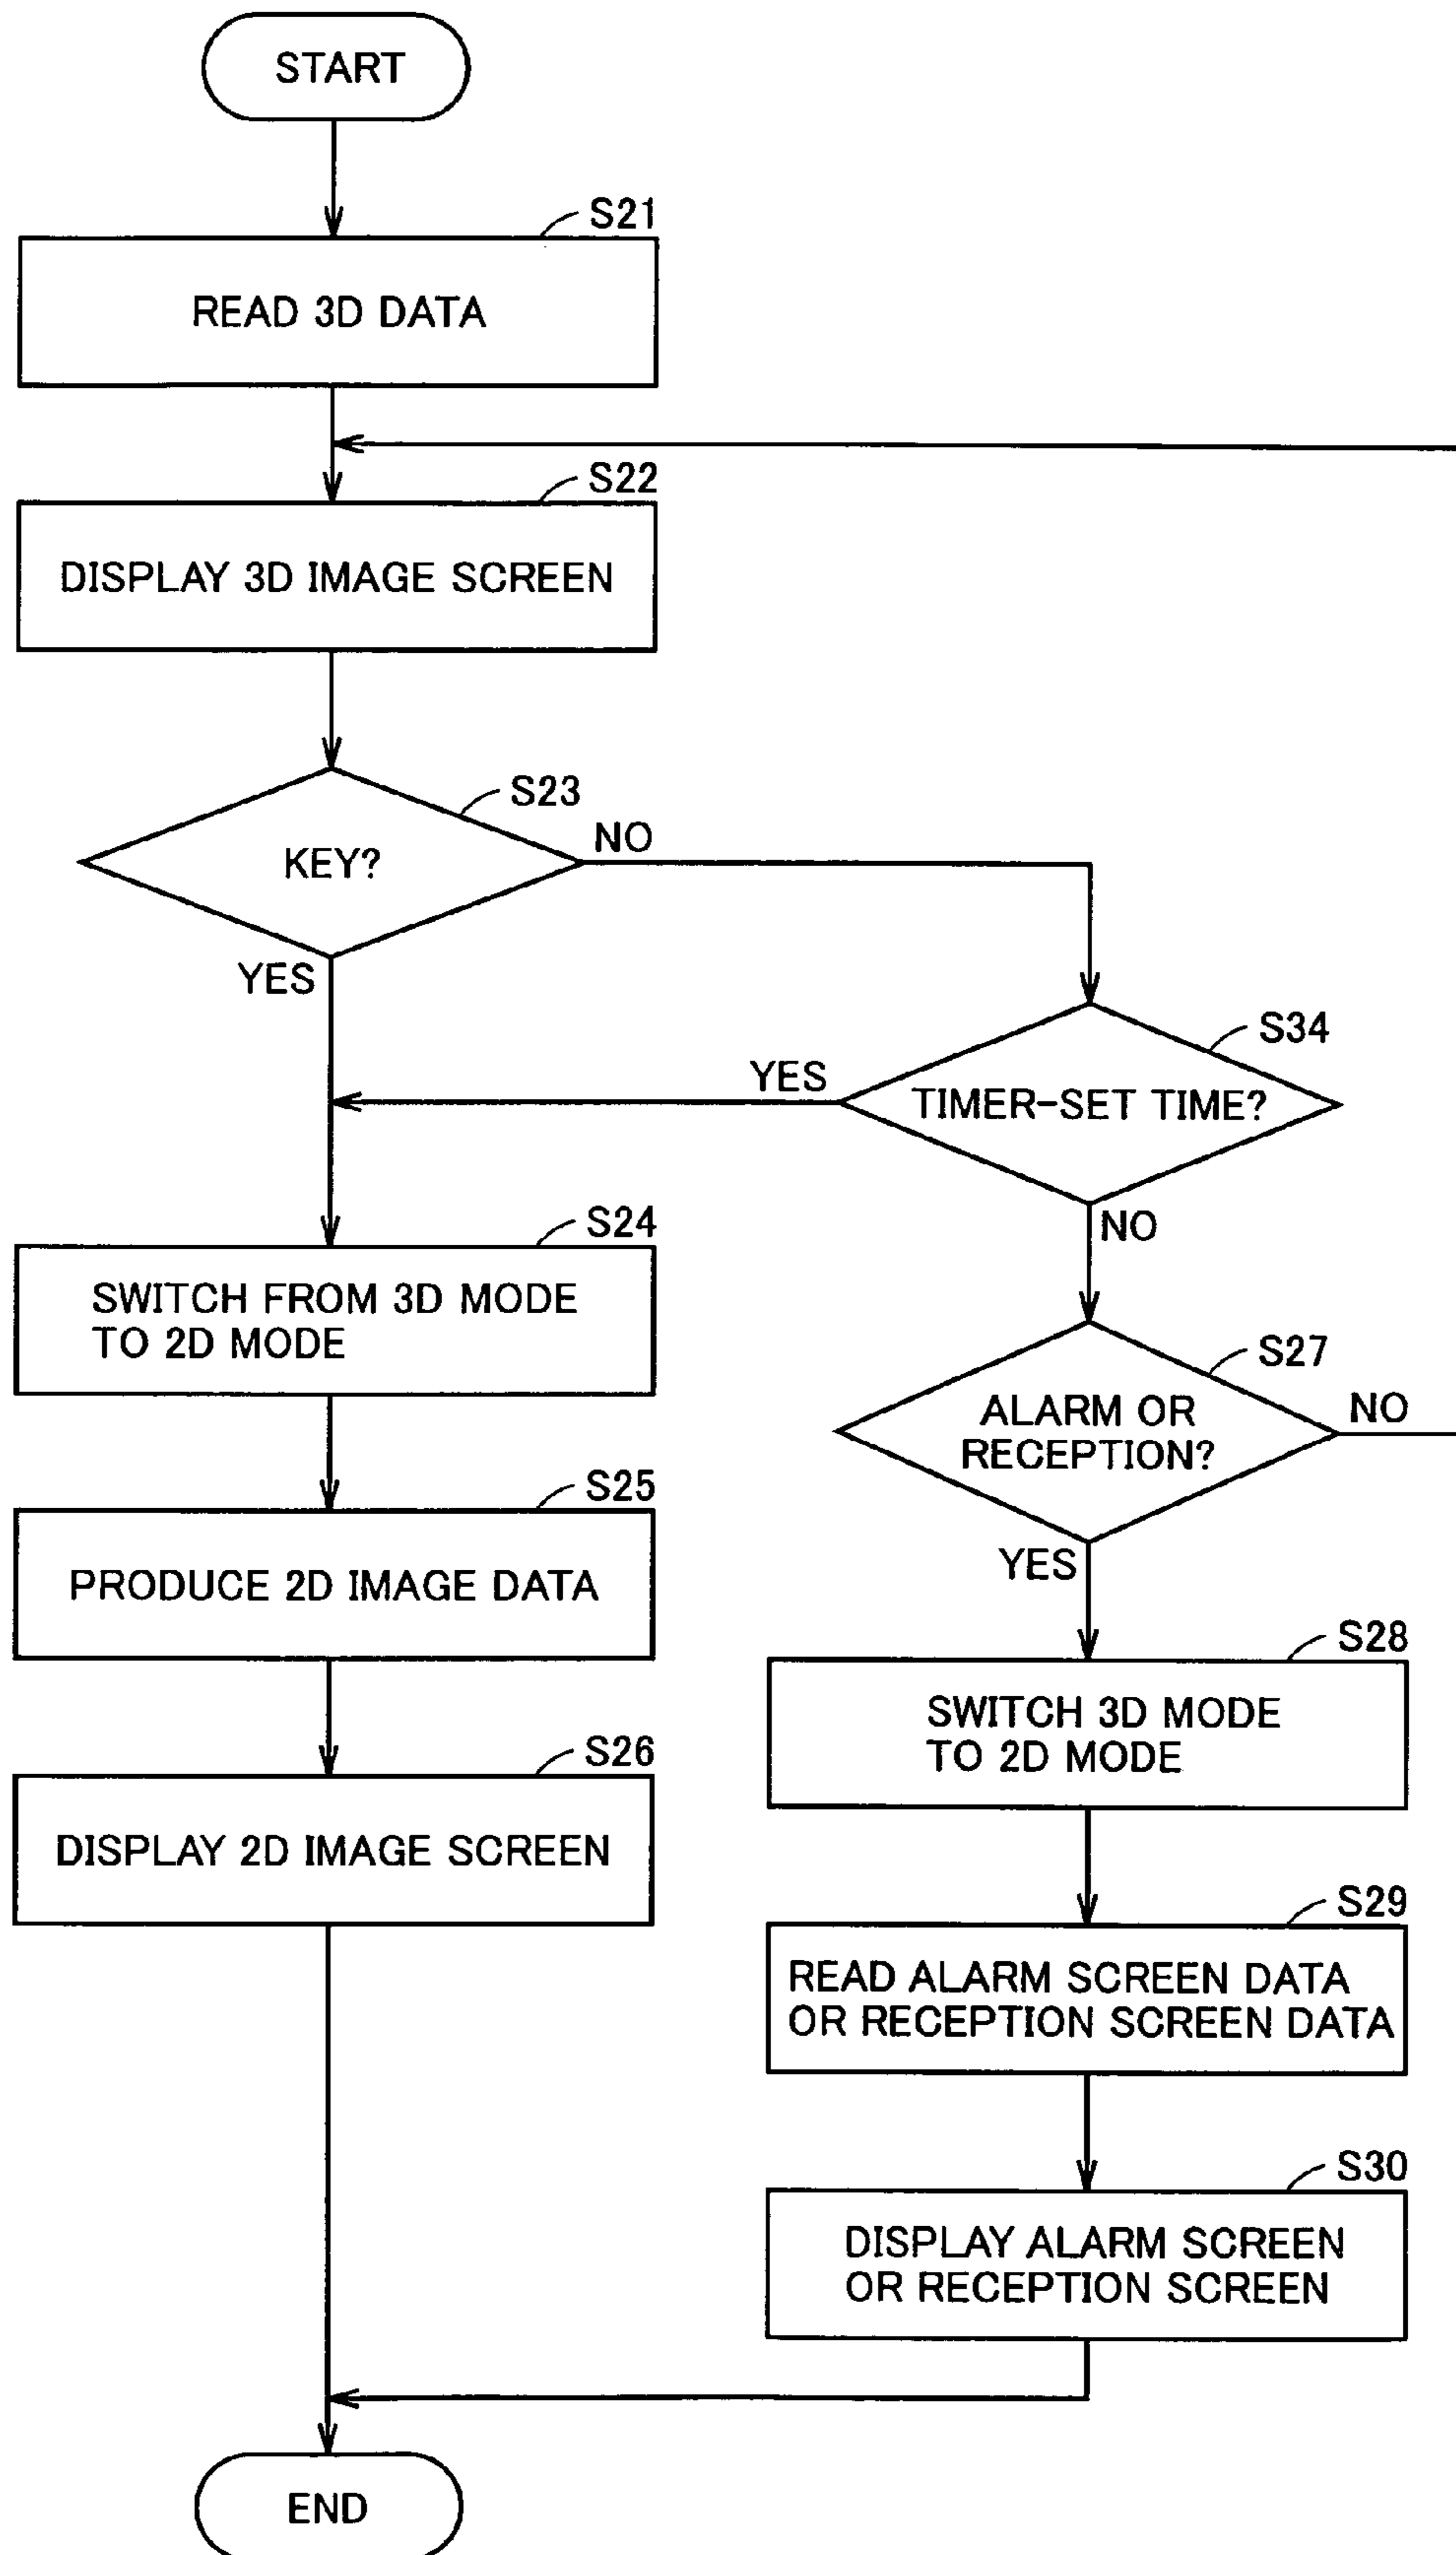 START
S21
READ 3D DATA
S22
DISPLAY 3D IMAGE SCREEN
S23
KEY?
NO
YES
S34
TIMER-SET TIME?
YES
NO
S24
SWITCH FROM 3D MODE
TO 2D MODE
S27
ALARM OR
RECEPTION?
NO
YES
S25
PRODUCE 2D IMAGE DATA
S28
SWITCH 3D MODE
TO 2D MODE
S26
DISPLAY 2D IMAGE SCREEN
S29
READ ALARM SCREEN DATA
OR RECEPTION SCREEN DATA
S30
DISPLAY ALARM SCREEN
OR RECEPTION SCREEN
END